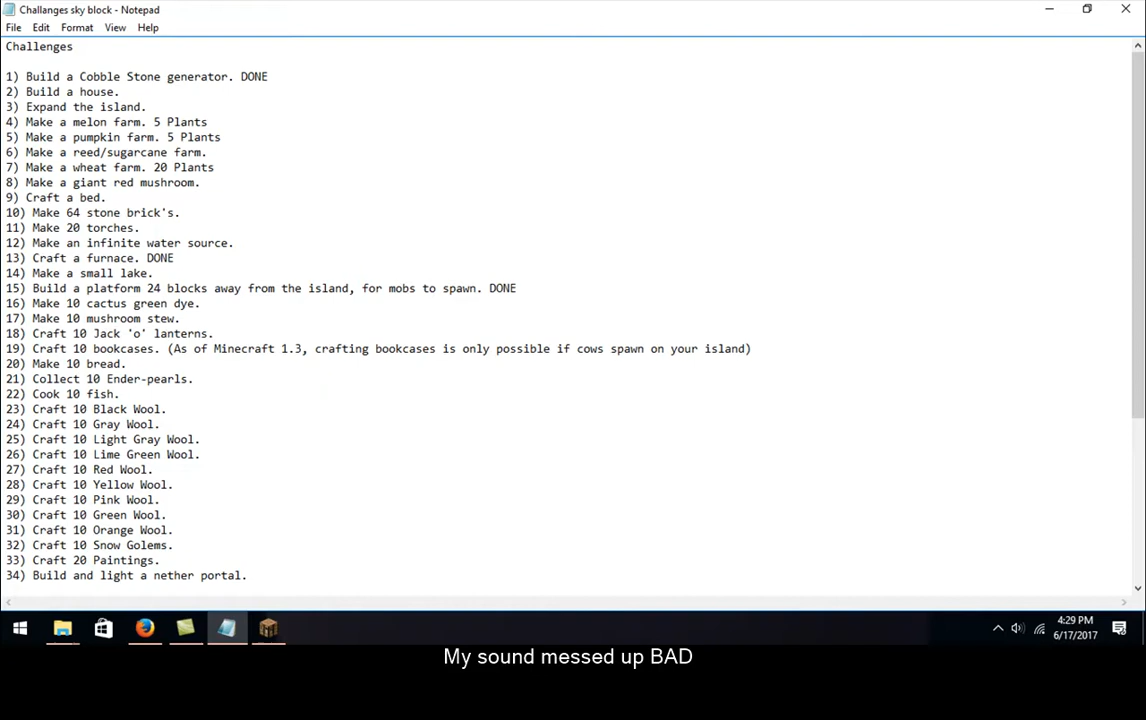 Challanges sky block - Notepad
File Edit Format View Help
Challenges
1) Build a Cobble Stone generator. DONE
2) Build a house.
3) Expand the island.
4) Make a melon farm. 5 Plants
5) Make a pumpkin farm. 5 Plants
6) Make a reed/sugarcane farm.
7) Make a wheat farm. 20 Plants
8) Make a giant red mushroom.
9) Craft a bed.
10) Make 64 stone brick's.
11) Make 20 torches.
12) Make an infinite water source.
13) Craft a furnace. DONE
14) Make a small lake.
15) Build a platform 24 blocks away from the island, for mobs to spawn. DONE
16) Make 10 cactus green dye.
17) Make 10 mushroom stew.
18) Craft 10 Jack 'o' lanterns.
19) Craft 10 bookcases. (As of Minecraft 1.3, crafting bookcases is only possible if cows spawn on your island)
20) Make 10 bread.
21) Collect 10 Ender-pearls.
22) Cook 10 fish.
23) Craft 10 Black Wool.
24) Craft 10 Gray Wool.
25) Craft 10 Light Gray Wool.
26) Craft 10 Lime Green Wool.
27) Craft 10 Red Wool.
28) Craft 10 Yellow Wool.
29) Craft 10 Pink Wool.
30) Craft 10 Green Wool.
31) Craft 10 Orange Wool.
32) Craft 10 Snow Golems.
33) Craft 20 Paintings.
34) Build and light a nether portal.
4:29 PM
6/17/2017
My sound messed up BAD